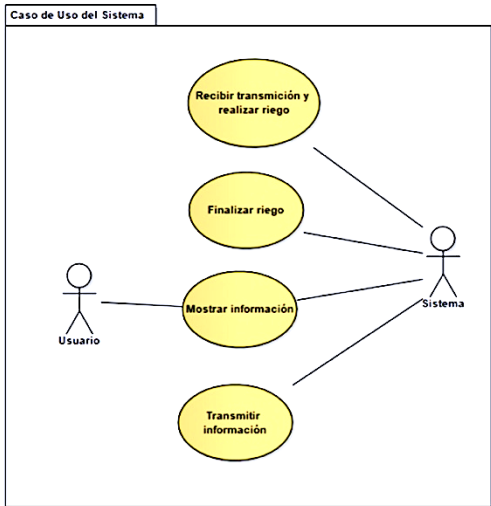 Caso de Uso del Sistema
Recibir transmición y
realizar riego
Finalizar riego
Mostrar información
Usuario
Sistema
Transmitir
información